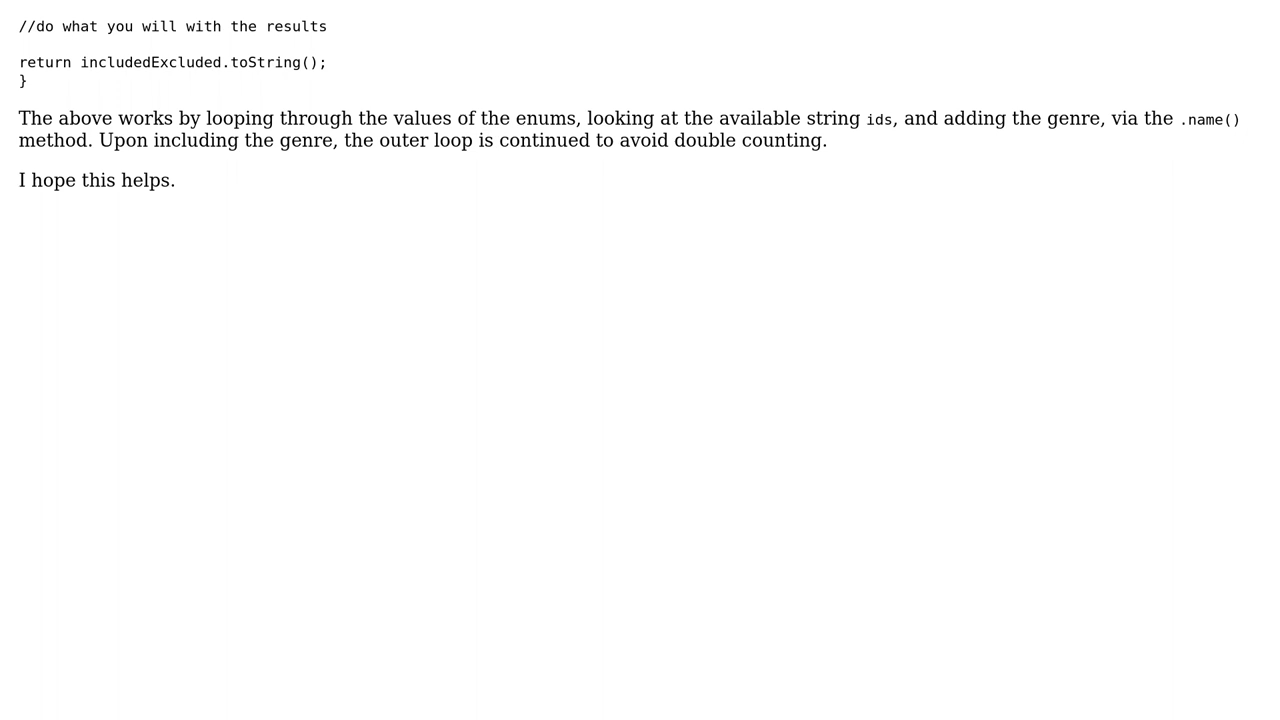 //do what you will with the results
return includedExcluded.toString();
}
The above works by looping through the values of the enums, looking at the available string ids, and adding the genre, via the .name()
method. Upon including the genre, the outer loop is continued to avoid double counting.
I hope this helps.